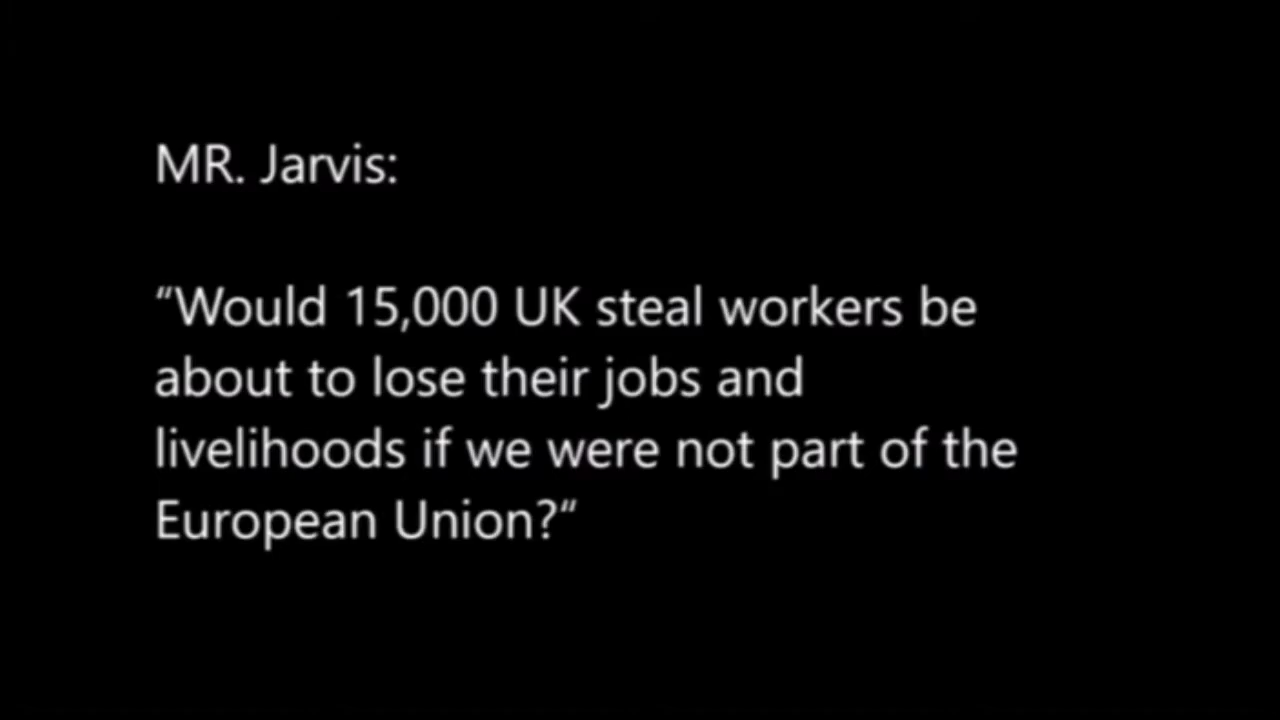 MR. Jarvis:
“Would 15,000 UK steal workers be
about to lose their jobs and
livelihoods if we were not part of the
European Union?“